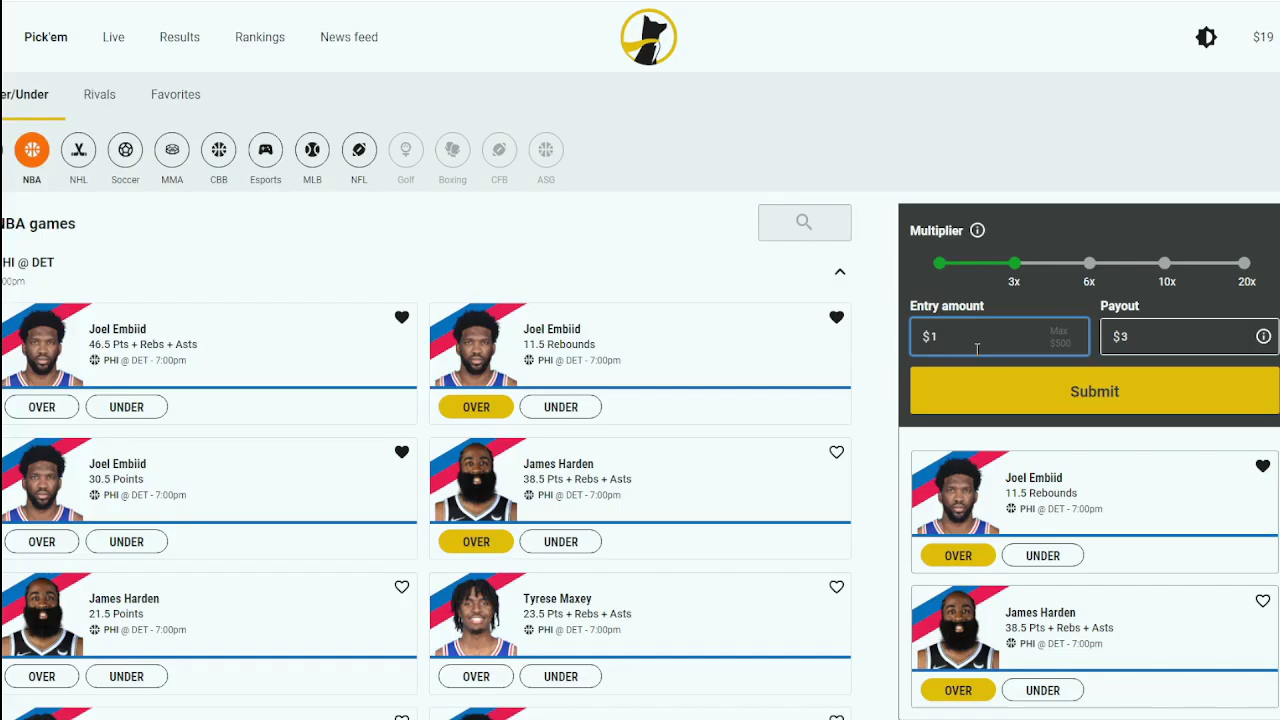 Pick'em Live Results Rankings News feed $19
er/Under Rivals Favorites
NBA NHL Soccer MMA CBB Esports MLB NFL Golf Boxing CFB ASG
NBA games
HI @ DET
:00pm
Joel Embiid
46.5 Pts + Rebs + Asts
PHI @ DET - 7:00pm
OVER UNDER
Joel Embiid
11.5 Rebounds
PHI @ DET - 7:00pm
OVER UNDER
Joel Embiid
30.5 Points
PHI @ DET - 7:00pm
OVER UNDER
James Harden
38.5 Pts + Rebs + Asts
PHI @ DET - 7:00pm
OVER UNDER
James Harden
21.5 Points
PHI @ DET - 7:00pm
OVER UNDER
Tyrese Maxey
23.5 Pts + Rebs + Asts
PHI @ DET - 7:00pm
OVER UNDER
Multiplier
3x 6x 10x 20x
Entry amount Payout
$1 Max $500 $3
Submit
Joel Embiid
11.5 Rebounds
PHI @ DET - 7:00pm
OVER UNDER
James Harden
38.5 Pts + Rebs + Asts
PHI @ DET - 7:00pm
OVER UNDER